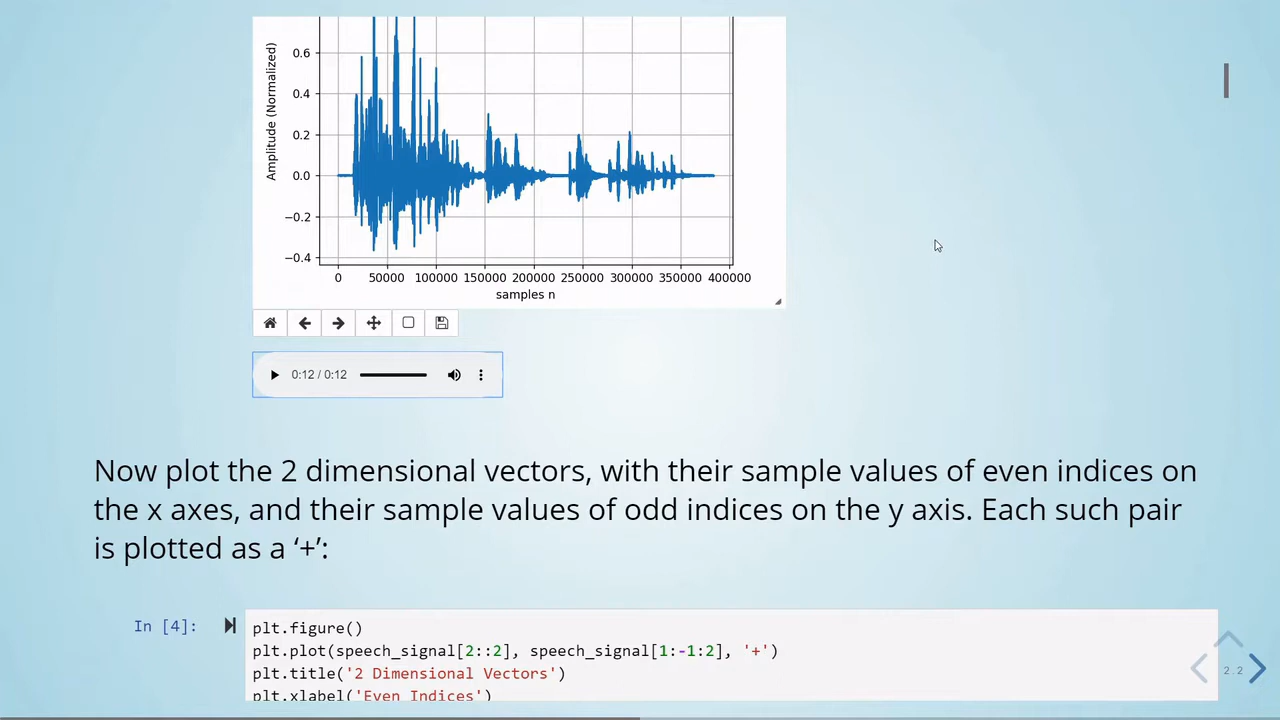 0.6
0.4
0.2
0.0
−0.2
−0.4
Amplitude (Normalized)
0 50000 100000 150000 200000 250000 300000 350000 400000
samples n
0:12 / 0:12
Now plot the 2 dimensional vectors, with their sample values of even indices on
the x axes, and their sample values of odd indices on the y axis. Each such pair
is plotted as a ‘+’:
In [4]:
plt.figure()
plt.plot(speech_signal[2::2], speech_signal[1:-1:2], '+')
plt.title('2 Dimensional Vectors')
plt.xlabel('Even Indices')
2.2